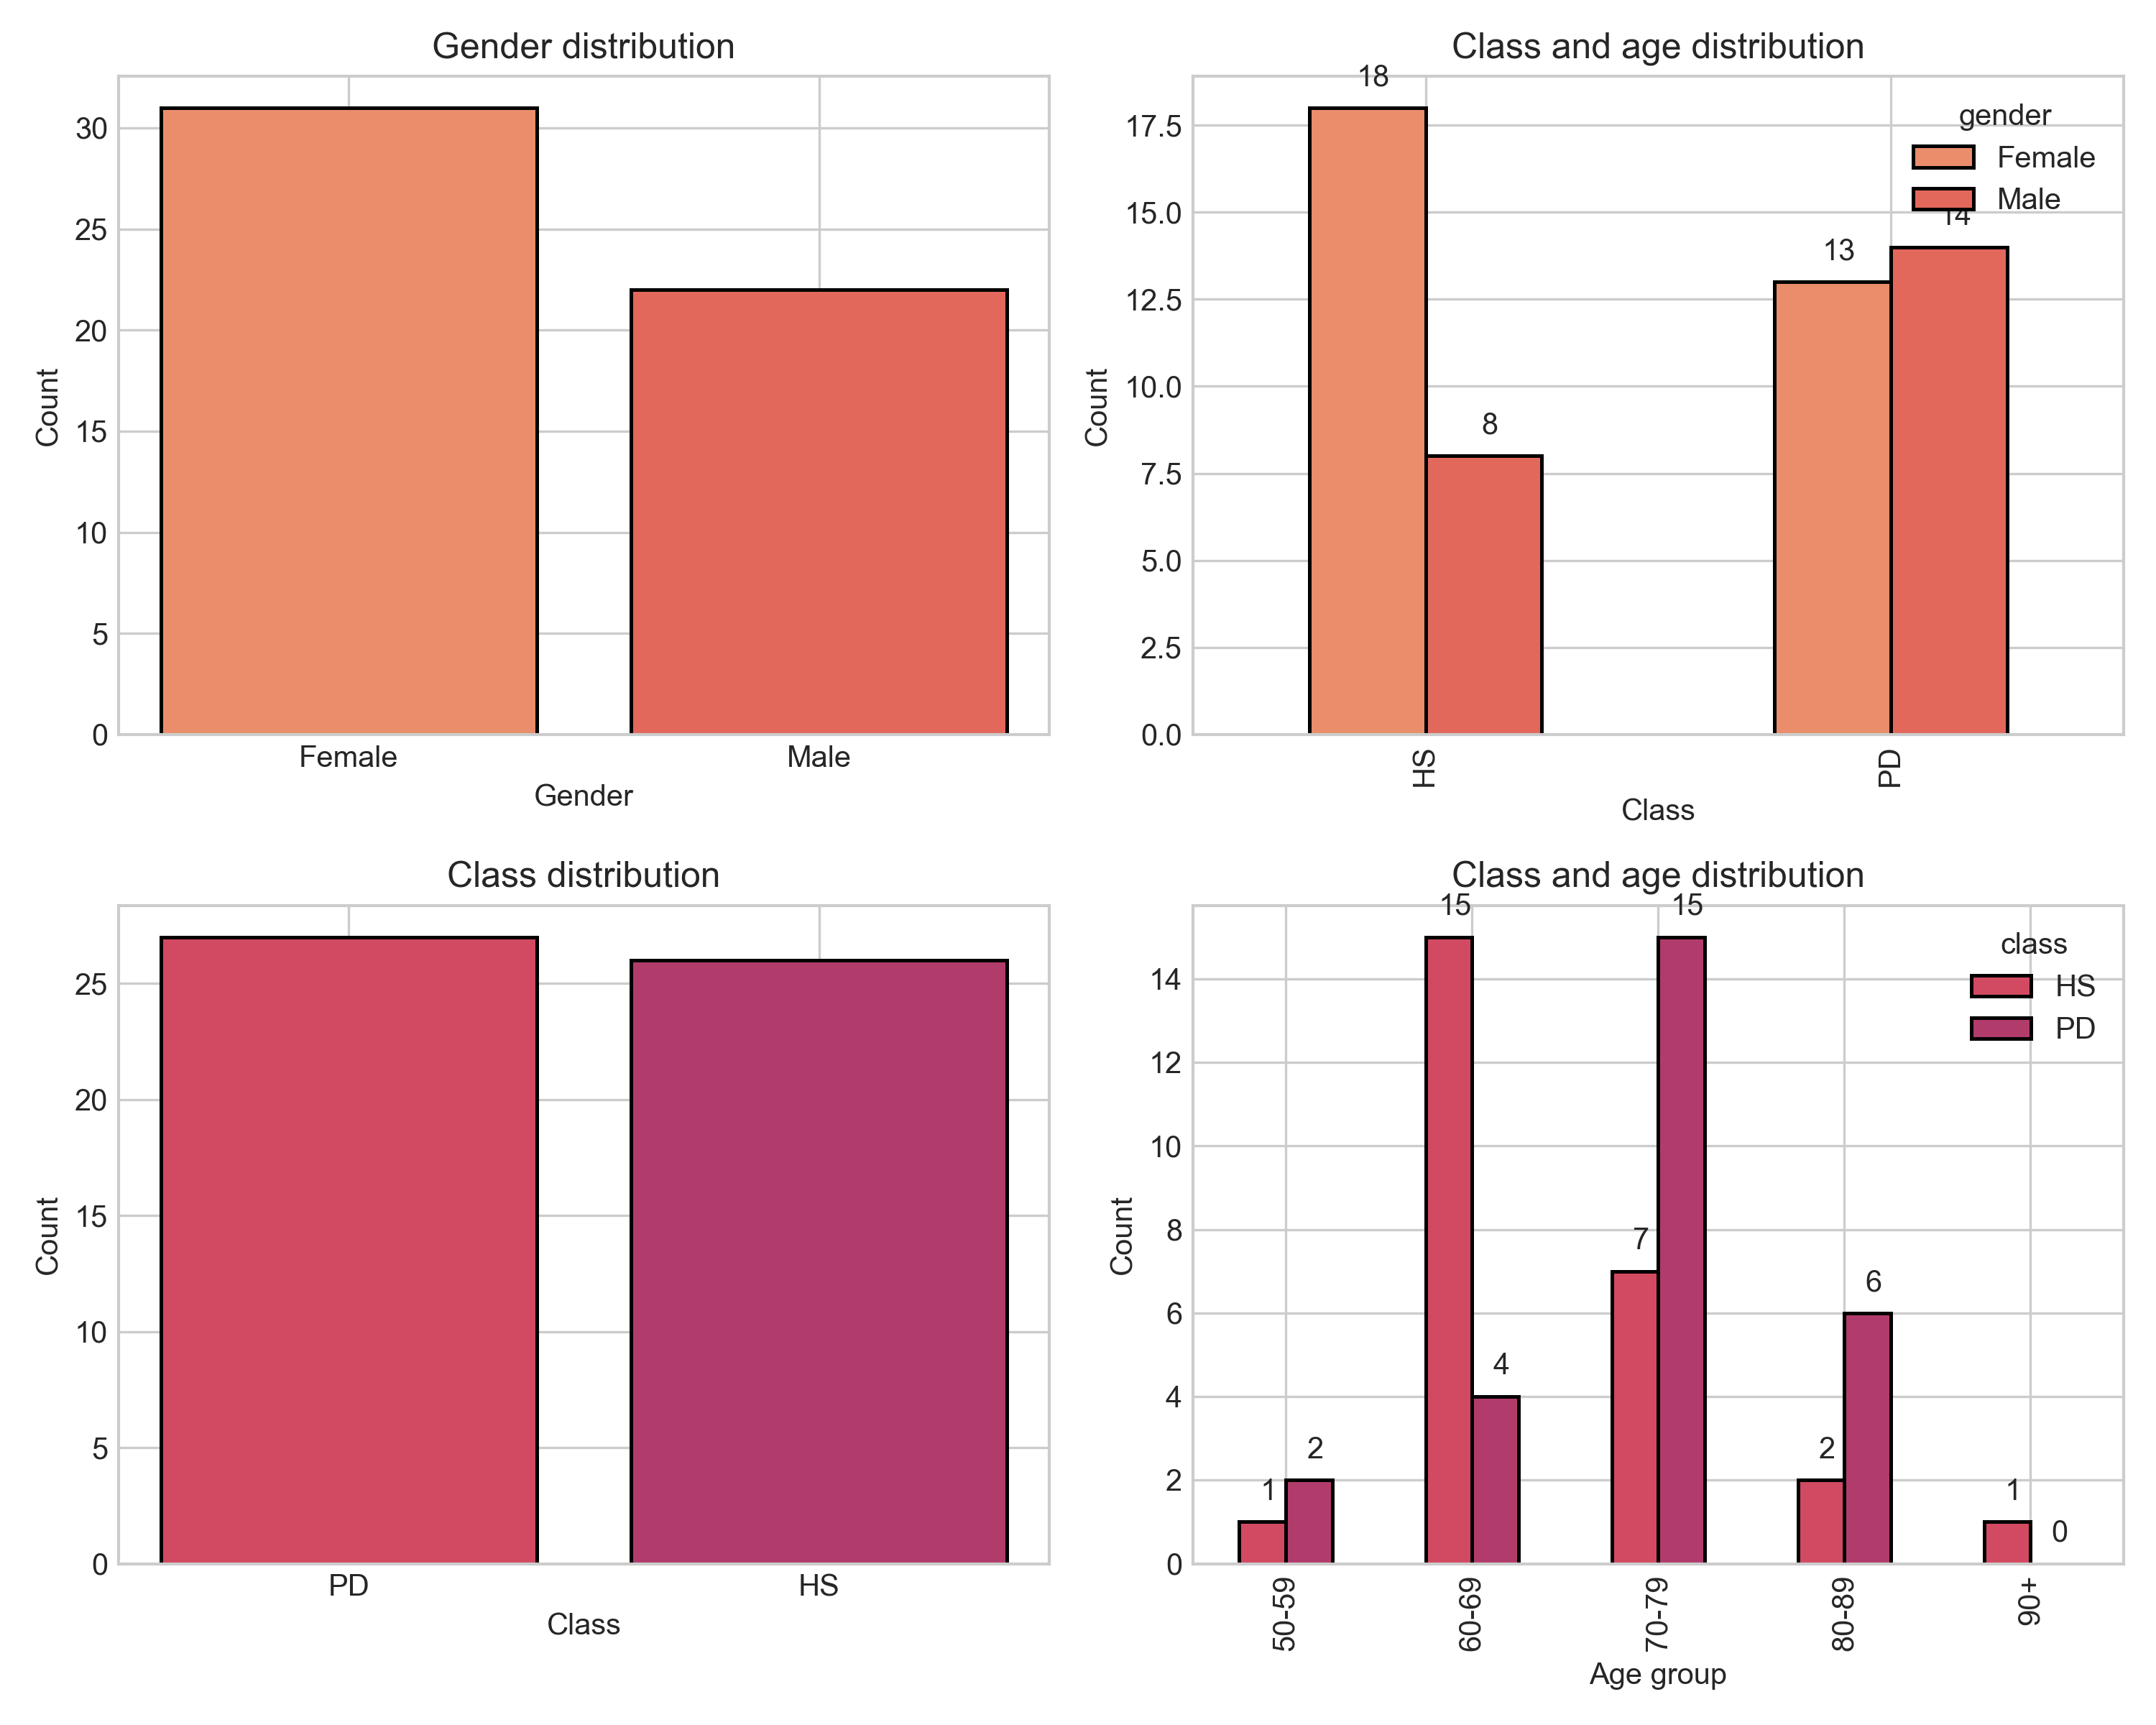 Gender distribution
30
25
20
15
10
5
0
Count
Female
Male
Gender
Class and age distribution
18
8
13
14
gender
Female
Male
17.5
15.0
12.5
10.0
7.5
5.0
2.5
0.0
Count
HS
PD
Class
Class distribution
25
20
15
10
5
0
Count
PD
HS
Class
Class and age distribution
15
15
class
HS
PD
14
12
10
8
6
4
2
0
Count
7
6
4
2
2
1
1
0
50-59
60-69
70-79
80-89
90+
Age group